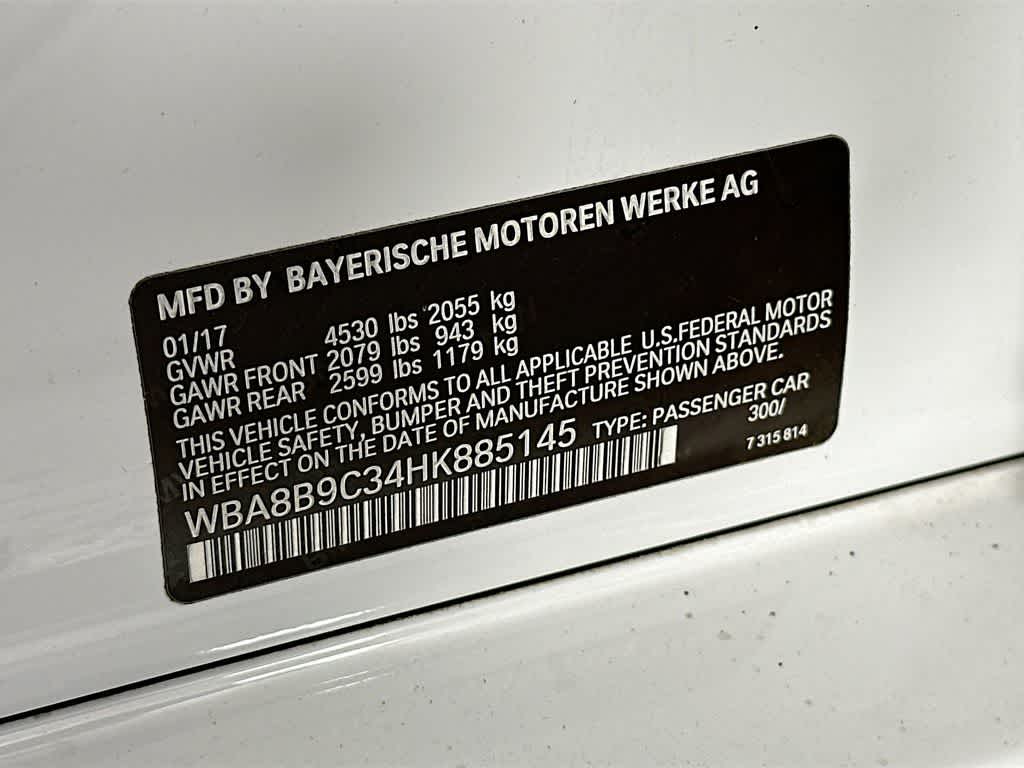 MFD BY BAYERISCHE MOTOREN WERKE AG
01/17
GVWR 4530 lbs 2055 kg
GAWR FRONT 2079 lbs 943 kg
GAWR REAR 2599 lbs 1179 kg
THIS VEHICLE CONFORMS TO ALL APPLICABLE U.S.FEDERAL MOTOR
VEHICLE SAFETY, BUMPER AND THEFT PREVENTION STANDARDS
IN EFFECT ON THE DATE OF MANUFACTURE SHOWN ABOVE.
WBA8B9C34HK885145 TYPE: PASSENGER CAR
300/
7 315 814